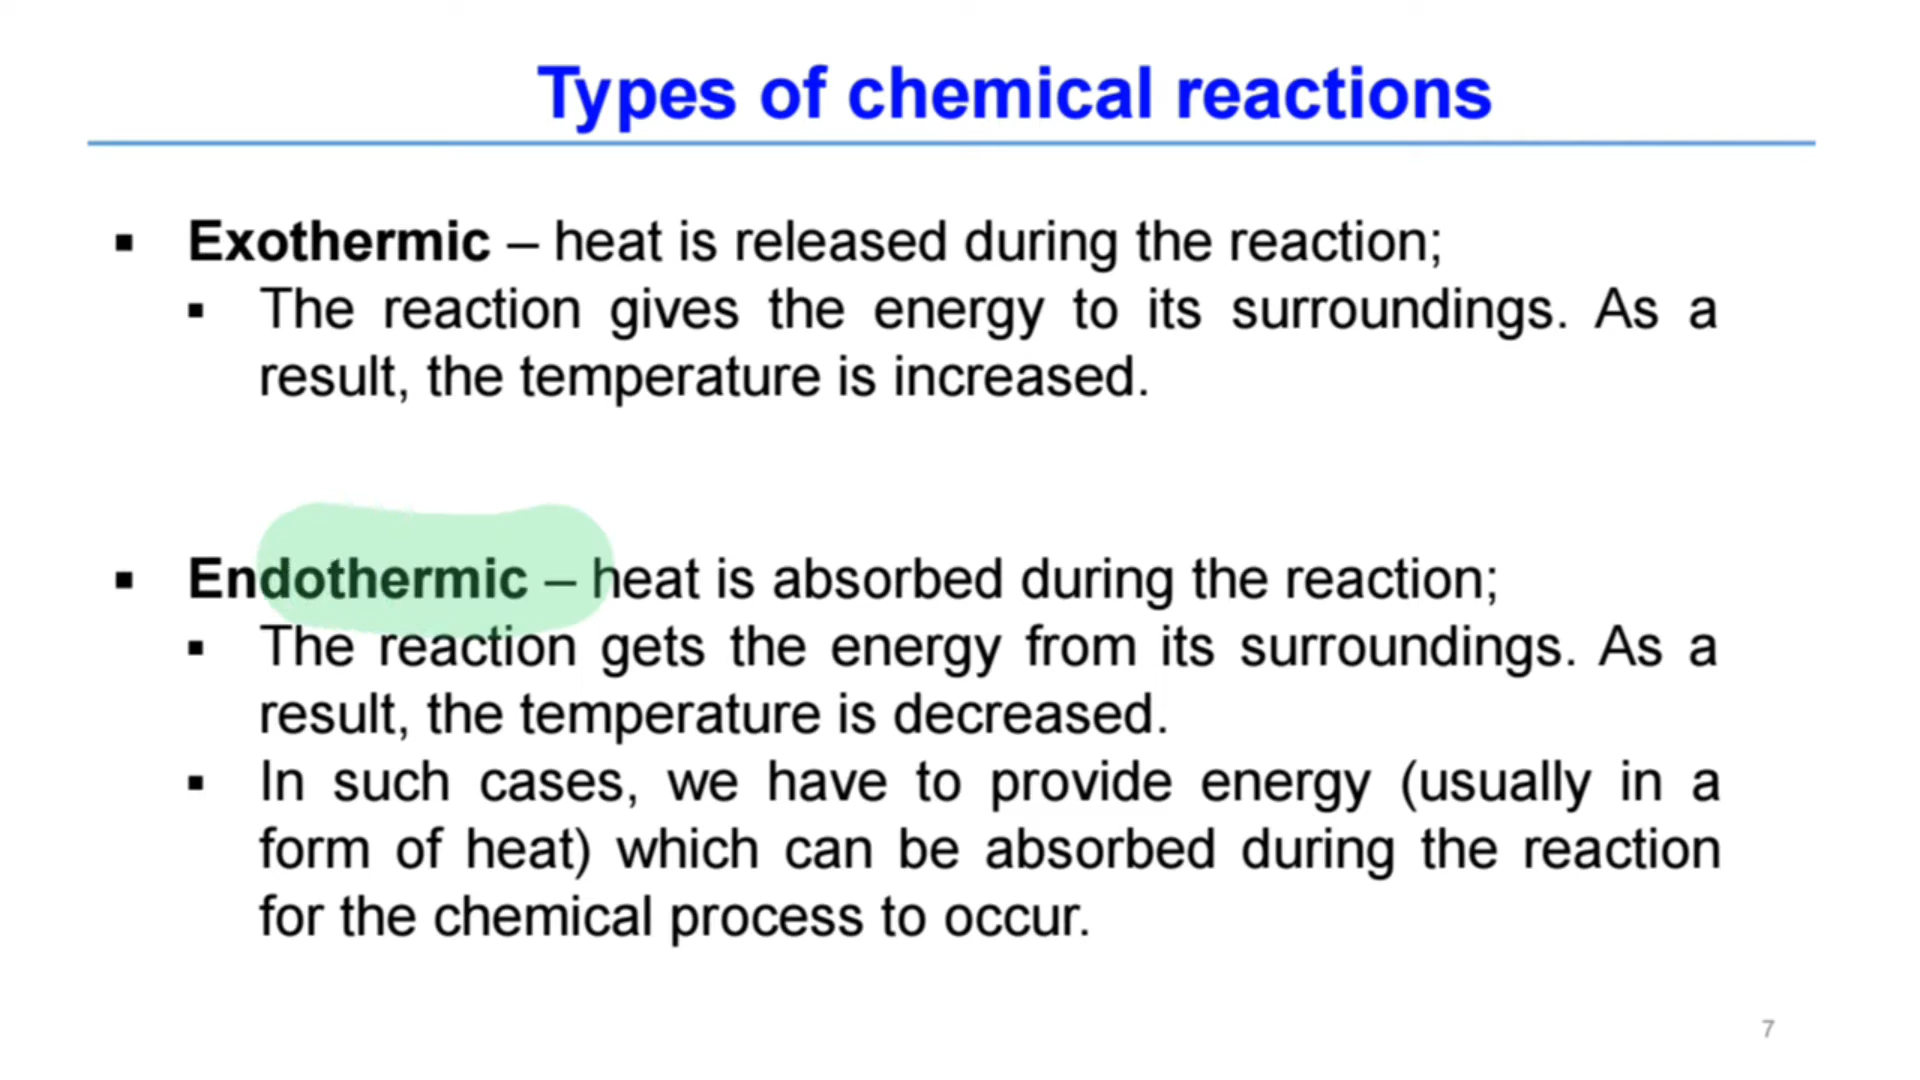 Types of chemical reactions
▪ Exothermic – heat is released during the reaction;
▪ The reaction gives the energy to its surroundings. As a
result, the temperature is increased.
▪ Endothermic – heat is absorbed during the reaction;
▪ The reaction gets the energy from its surroundings. As a
result, the temperature is decreased.
▪ In such cases, we have to provide energy (usually in a
form of heat) which can be absorbed during the reaction
for the chemical process to occur.
7